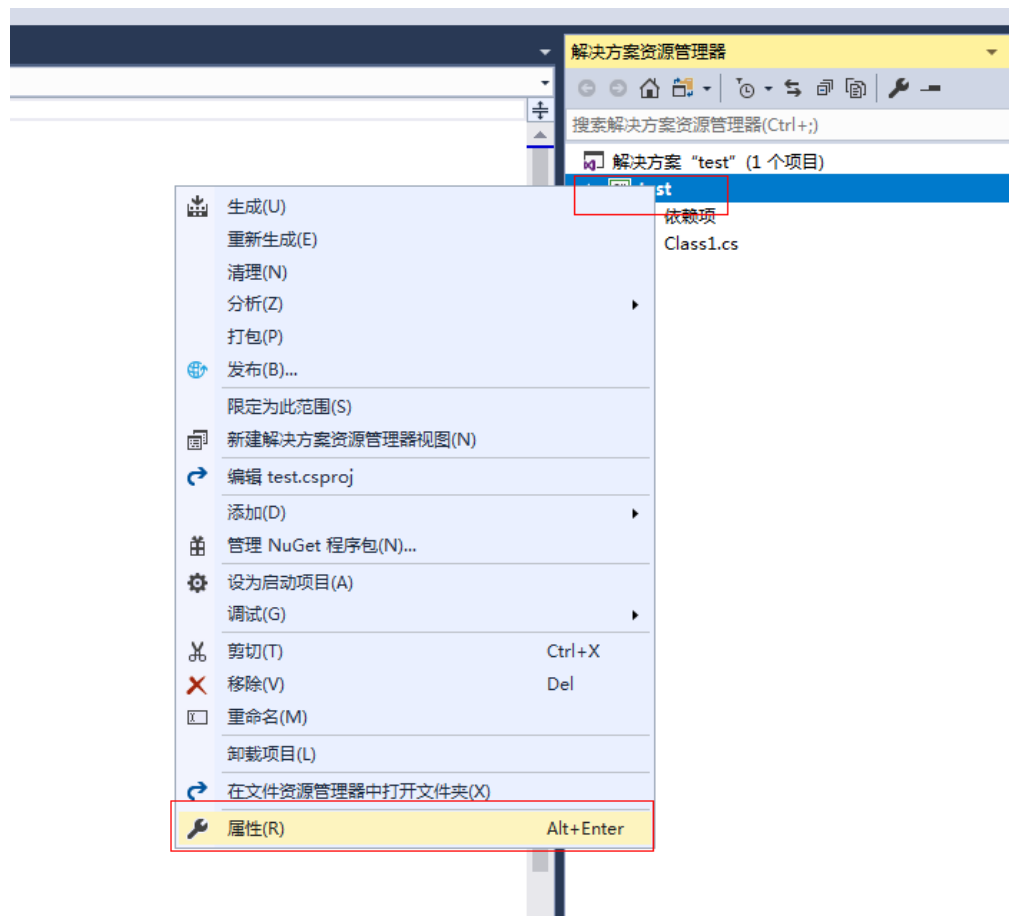 解决方案资源管理器
搜索解决方案资源管理器(Ctrl+;)
解决方案 "test" (1 个项目)
st
依赖项
Class1.cs
生成(U)
重新生成(E)
清理(N)
分析(Z)
打包(P)
发布(B)...
限定为此范围(S)
新建解决方案资源管理器视图(N)
编辑 test.csproj
添加(D)
管理 NuGet 程序包(N)...
设为启动项目(A)
调试(G)
剪切(T) Ctrl+X
移除(V) Del
重命名(M)
卸载项目(L)
在文件资源管理器中打开文件夹(X)
属性(R) Alt+Enter